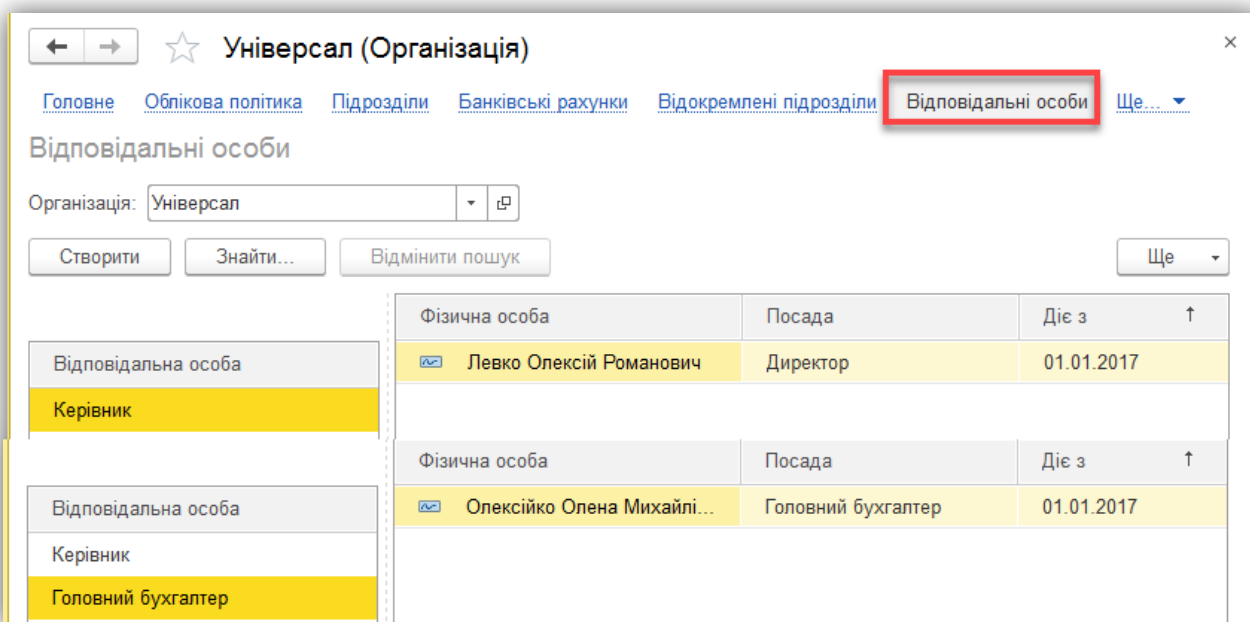 Універсал (Організація)
Головне Облікова політика Підрозділи Банківські рахунки Відокремлені підрозділи Відповідальні особи Ще...
Відповідальні особи
Організація: Універсал
Створити Знайти... Відмінити пошук Ще
Фізична особа Посада Діє з ↑
Відповідальна особа Левко Олексій Романович Директор 01.01.2017
Керівник
Фізична особа Посада Діє з ↑
Відповідальна особа Олексійко Олена Михайлі... Головний бухгалтер 01.01.2017
Керівник
Головний бухгалтер